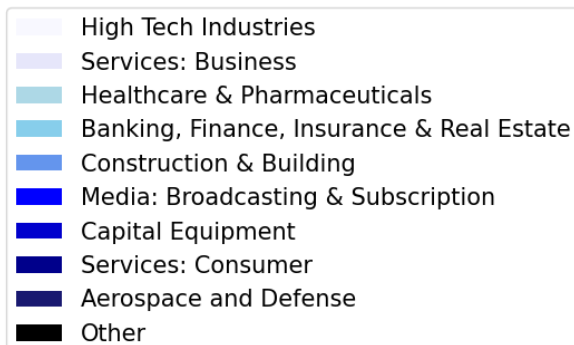 High Tech Industries
Services: Business
Healthcare & Pharmaceuticals
Banking, Finance, Insurance & Real Estate
Construction & Building
Media: Broadcasting & Subscription
Capital Equipment
Services: Consumer
Aerospace and Defense
Other